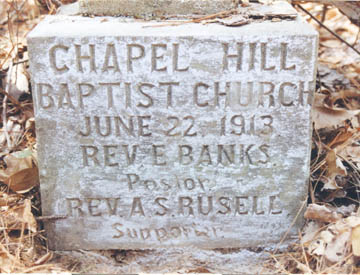 CHAPEL HILL
BAPTIST CHURCH
JUNE 22, 1913
REV. E. BANKS.
Pastor.
REV. A. S. RUSELL.
Supporter.